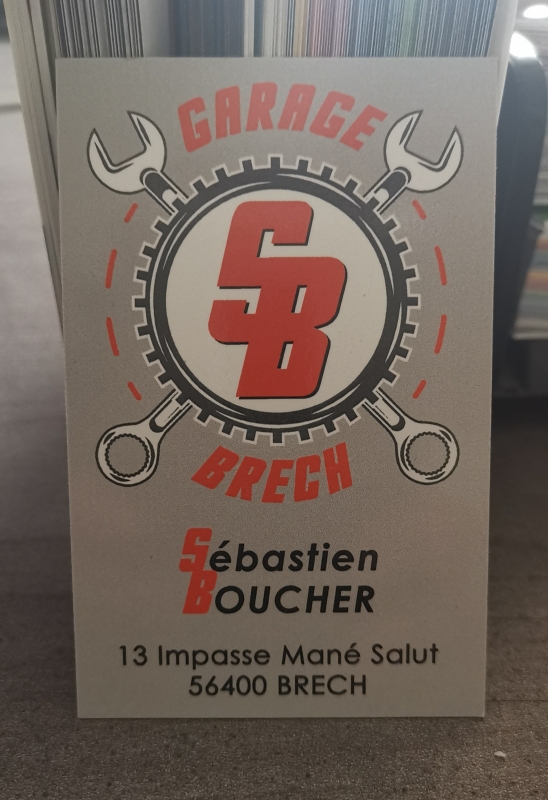 GARAGE
SB
BRECH
Sébastien
BOUCHER
13 Impasse Mané Salut
56400 BRECH